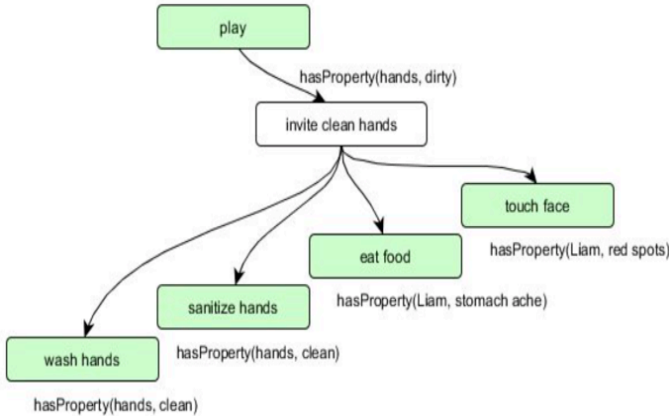 play
hasProperty(hands, dirty)
invite clean hands
touch face
hasProperty(Liam, red spots)
eat food
hasProperty(Liam, stomach ache)
sanitize hands
hasProperty(hands, clean)
wash hands
hasProperty(hands, clean)